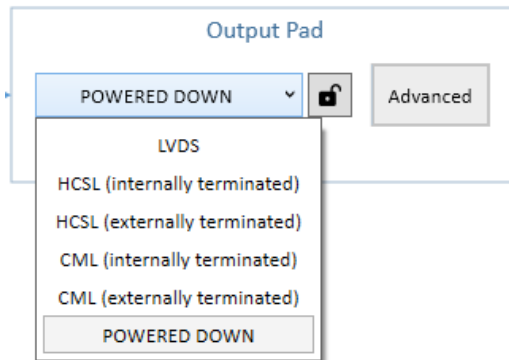 Output Pad
POWERED DOWN
Advanced
LVDS
HCSL (internally terminated)
HCSL (externally terminated)
CML (internally terminated)
CML (externally terminated)
POWERED DOWN